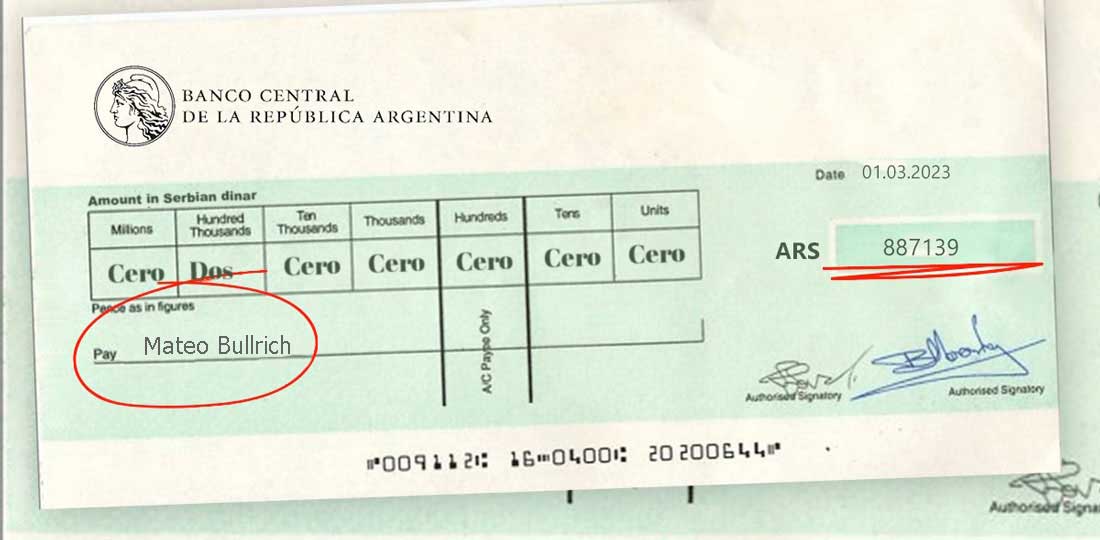 BANCO CENTRAL
DE LA REPÚBLICA ARGENTINA
Date 01.03.2023
Amount in Serbian dinar
Millions Hundred Thousands Ten Thousands Thousands Hundreds Tens Units
Cero Dos Cero Cero Cero Cero Cero
ARS 887139
Pence as in figures
Pay Mateo Bullrich
A/C Payee Only
Authorised Signatory Authorised Signatory
009112 16 0400 20200644
Authorised Signa